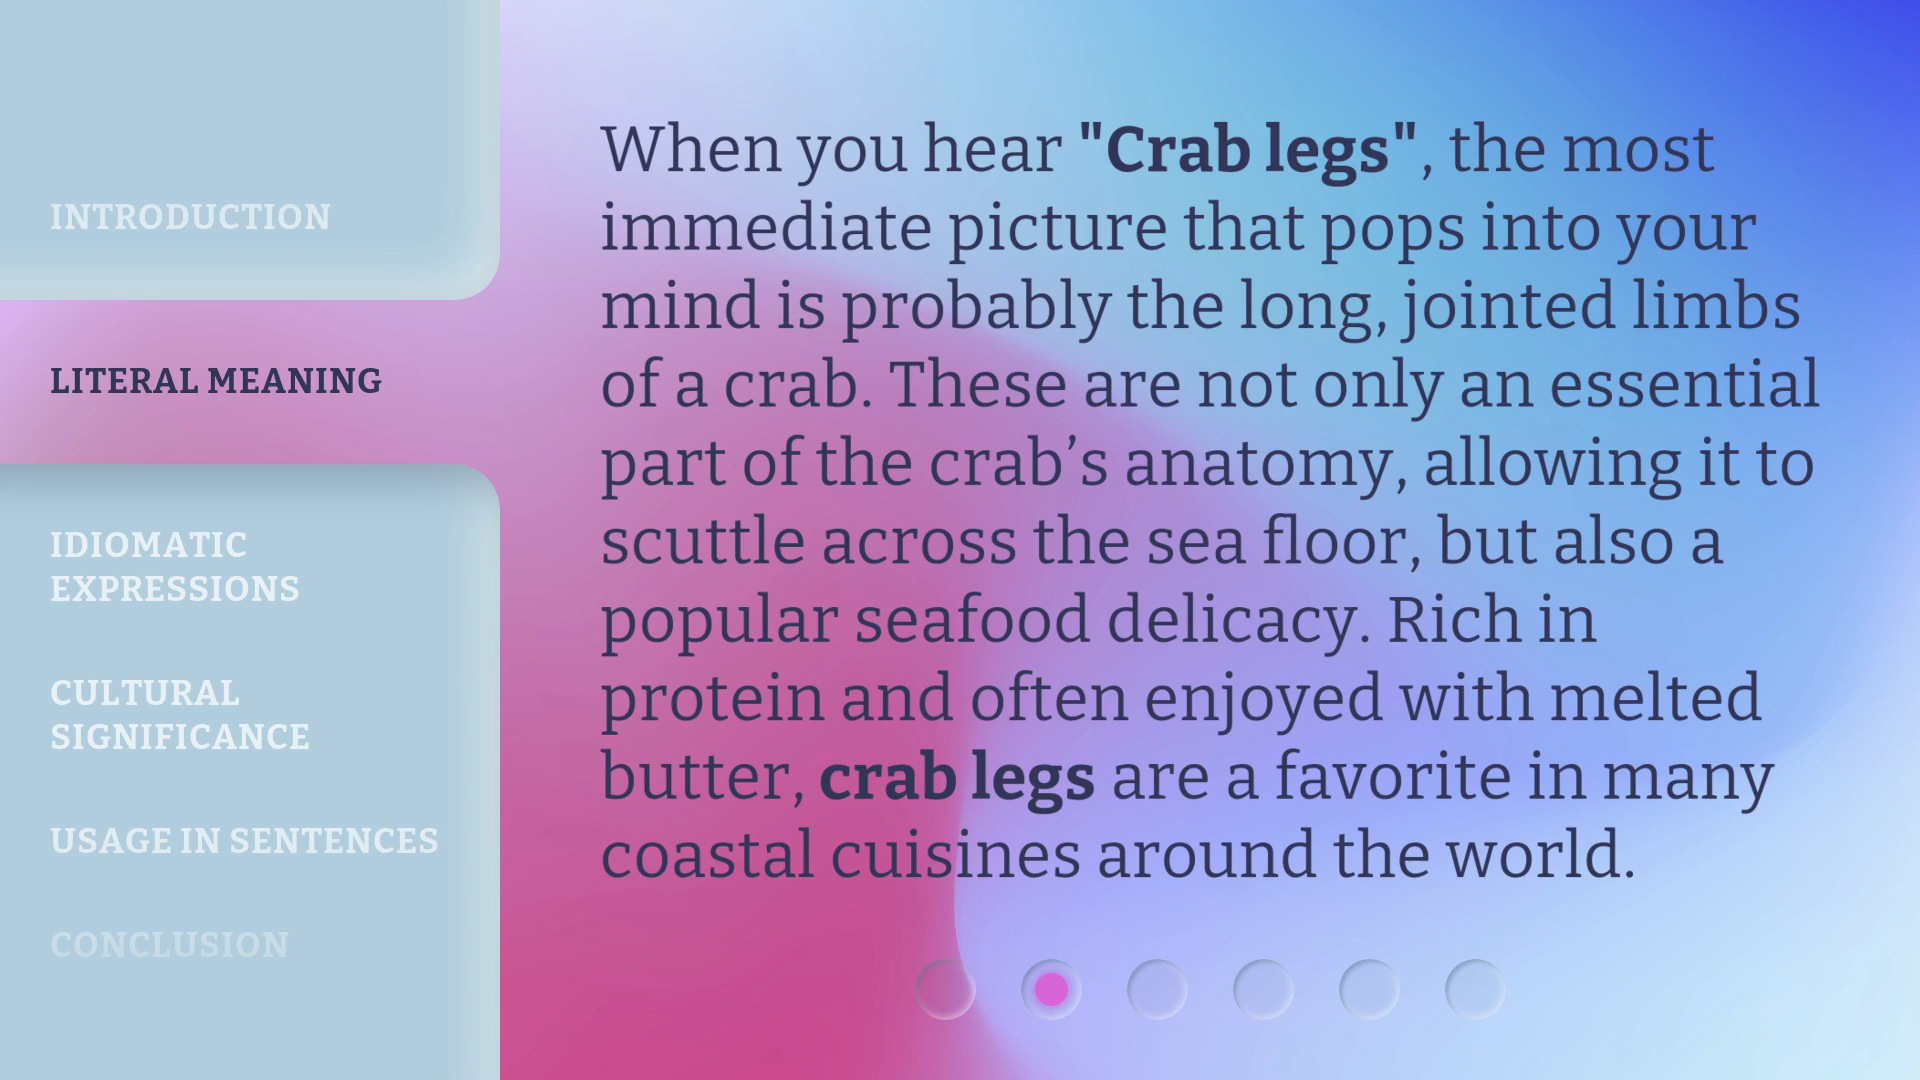 INTRODUCTION
LITERAL MEANING
IDIOMATIC
EXPRESSIONS
CULTURAL
SIGNIFICANCE
USAGE IN SENTENCES
CONCLUSION
When you hear "Crab legs", the most
immediate picture that pops into your
mind is probably the long, jointed limbs
of a crab. These are not only an essential
part of the crab’s anatomy, allowing it to
scuttle across the sea floor, but also a
popular seafood delicacy. Rich in
protein and often enjoyed with melted
butter, crab legs are a favorite in many
coastal cuisines around the world.